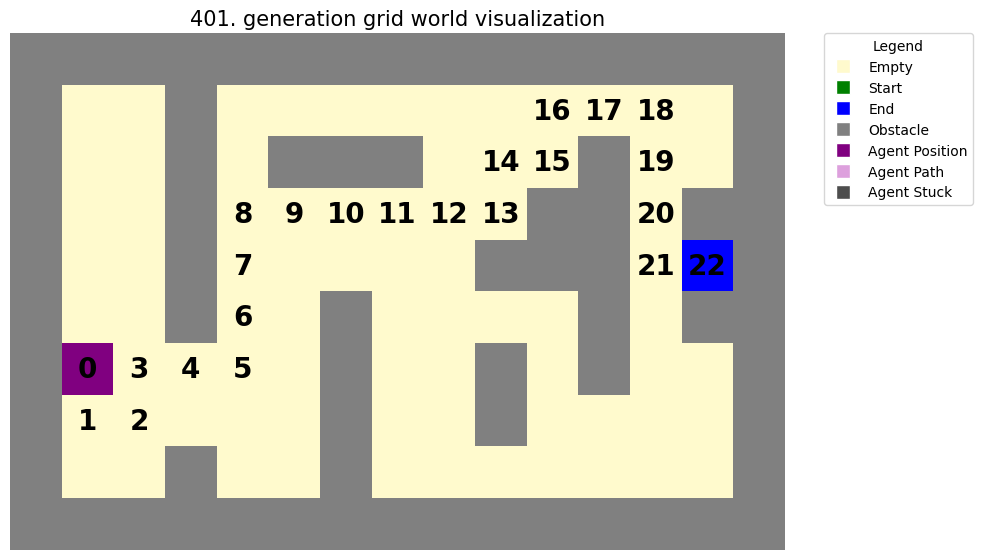 401. generation grid world visualization
Legend
Empty
Start
End
Obstacle
Agent Position
Agent Path
Agent Stuck
16 17 18
14 15 19
8 9 10 11 12 13 20
7 21 22
6
0 3 4 5
1 2